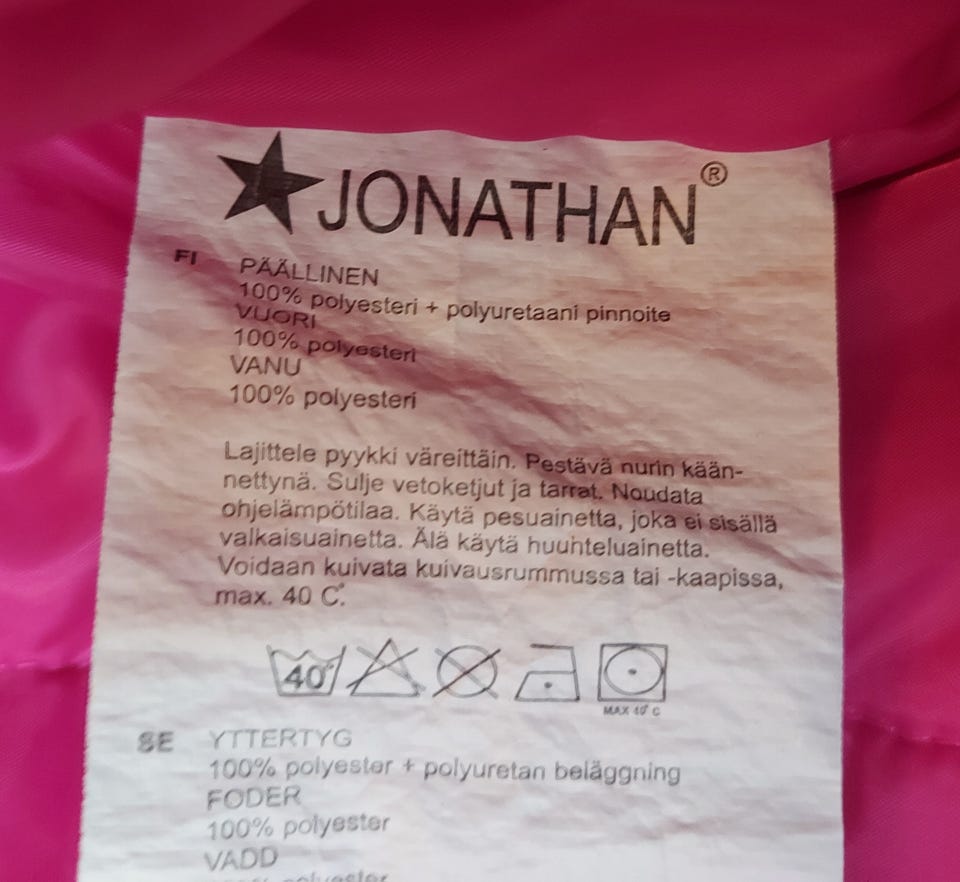 JONATHAN®
FI PÄÄLLINEN
100% polyesteri + polyuretaani pinnoite
VUORI
100% polyesteri
VANU
100% polyesteri
Lajittele pyykki väreittäin. Pestävä nurin kään-
nettynä. Sulje vetoketjut ja tarrat. Noudata
ohjelämpötilaa. Käytä pesuainetta, joka ei sisällä
valkaisuainetta. Älä käytä huuhteluainetta.
Voidaan kuivata kuivausrummussa tai -kaapissa,
max. 40 C°.
40°
MAX 40° C
SE YTTERTYG
100% polyester + polyuretan beläggning
FODER
100% polyester
VADD
polyester